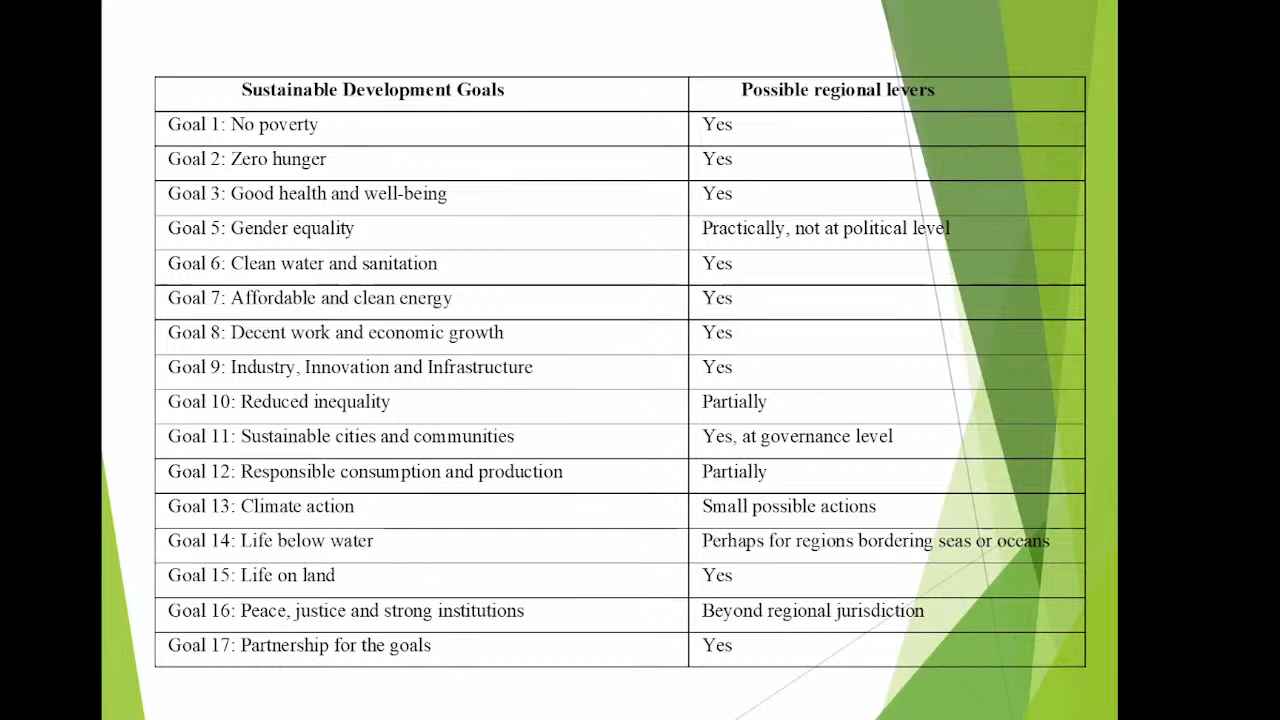 Sustainable Development Goals Possible regional levers
Goal 1: No poverty Yes
Goal 2: Zero hunger Yes
Goal 3: Good health and well-being Yes
Goal 5: Gender equality Practically, not at political level
Goal 6: Clean water and sanitation Yes
Goal 7: Affordable and clean energy Yes
Goal 8: Decent work and economic growth Yes
Goal 9: Industry, Innovation and Infrastructure Yes
Goal 10: Reduced inequality Partially
Goal 11: Sustainable cities and communities Yes, at governance level
Goal 12: Responsible consumption and production Partially
Goal 13: Climate action Small possible actions
Goal 14: Life below water Perhaps for regions bordering seas or oceans
Goal 15: Life on land Yes
Goal 16: Peace, justice and strong institutions Beyond regional jurisdiction
Goal 17: Partnership for the goals Yes